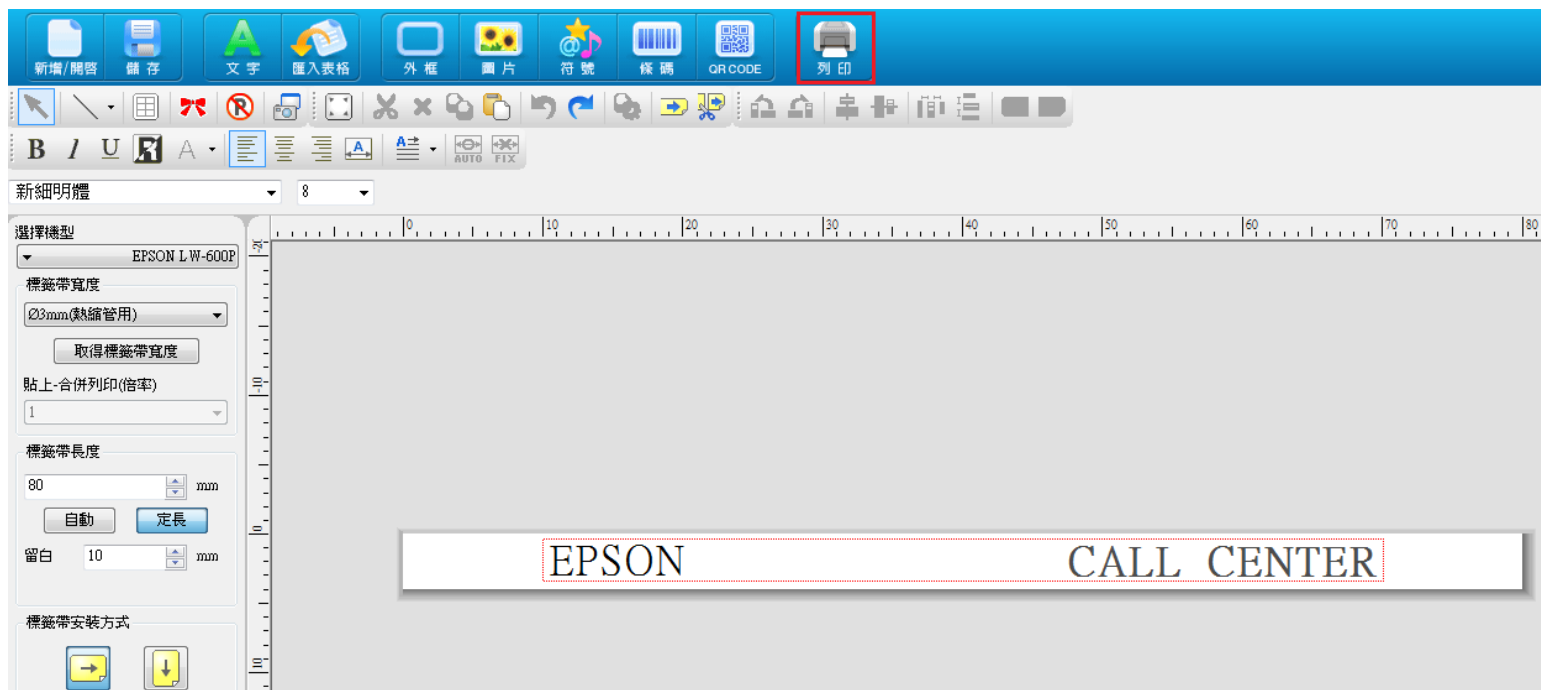 新增/開啓 儲存 文字 匯入表格 外框 圖片 符號 條碼 QR CODE 列印
B I U A A AUTO FIX
新細明體 8
選擇機型
0 10 20 30 40 50 60 70 80
EPSON LW-600P
標籤帶寬度
Ø3mm(熱縮管用)
取得標籤帶寬度
貼上-合併列印(倍率)
1
標籤帶長度
80 mm
自動 定長
留白 10 mm
EPSON CALL CENTER
標籤帶安裝方式